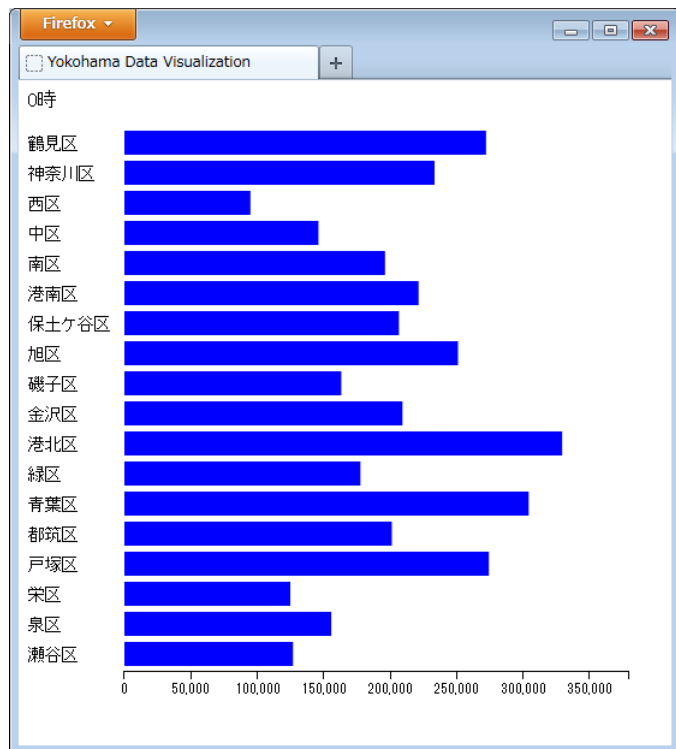 Firefox
Yokohama Data Visualization
0時
鶴見区
神奈川区
西区
中区
南区
港南区
保土ケ谷区
旭区
磯子区
金沢区
港北区
緑区
青葉区
都筑区
戸塚区
栄区
泉区
瀬谷区
0 50,000 100,000 150,000 200,000 250,000 300,000 350,000